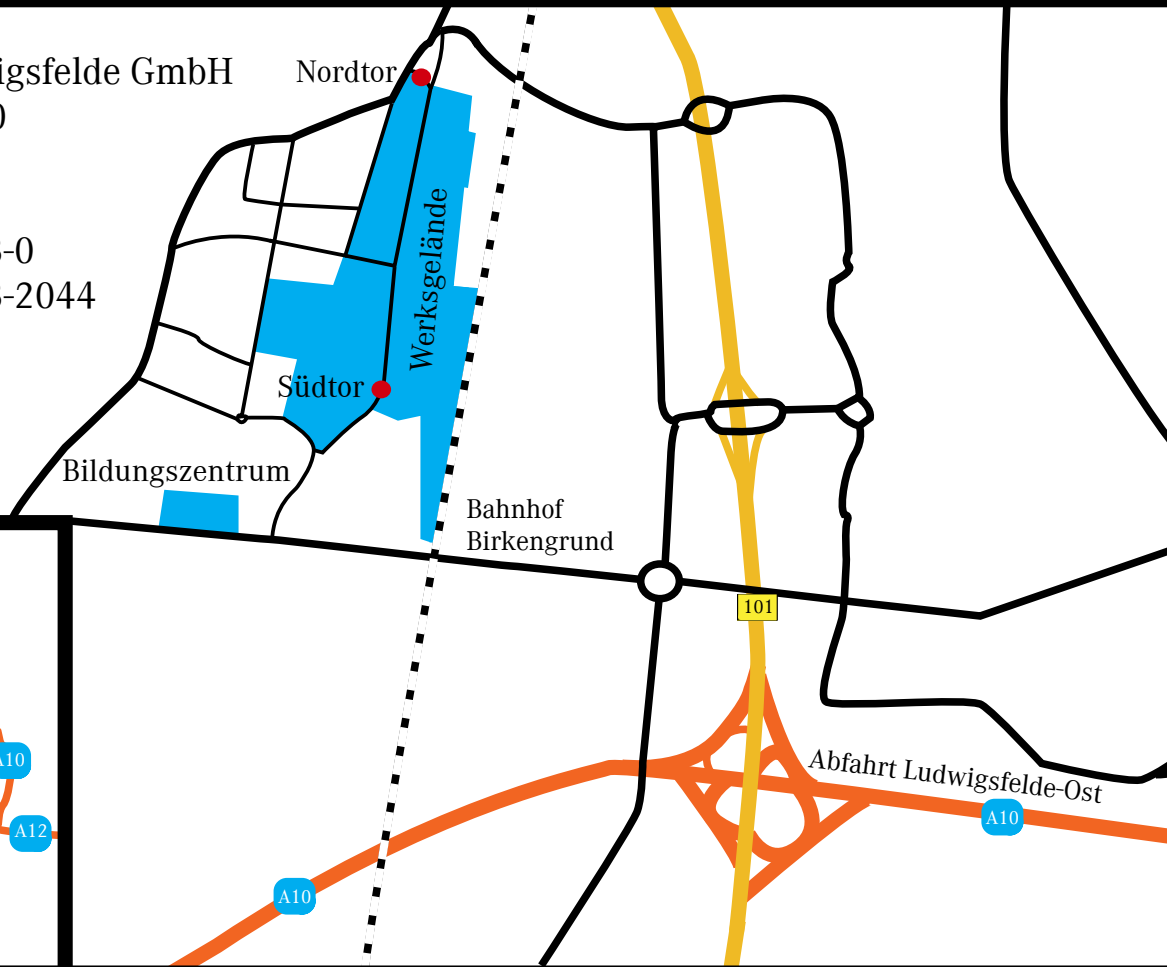 igsfelde GmbH
0
-0
-2044
Nordtor
Werksgelände
Südtor
Bildungszentrum
Bahnhof
Birkengrund
101
Abfahrt Ludwigsfelde-Ost
A10
A10
A10
A12